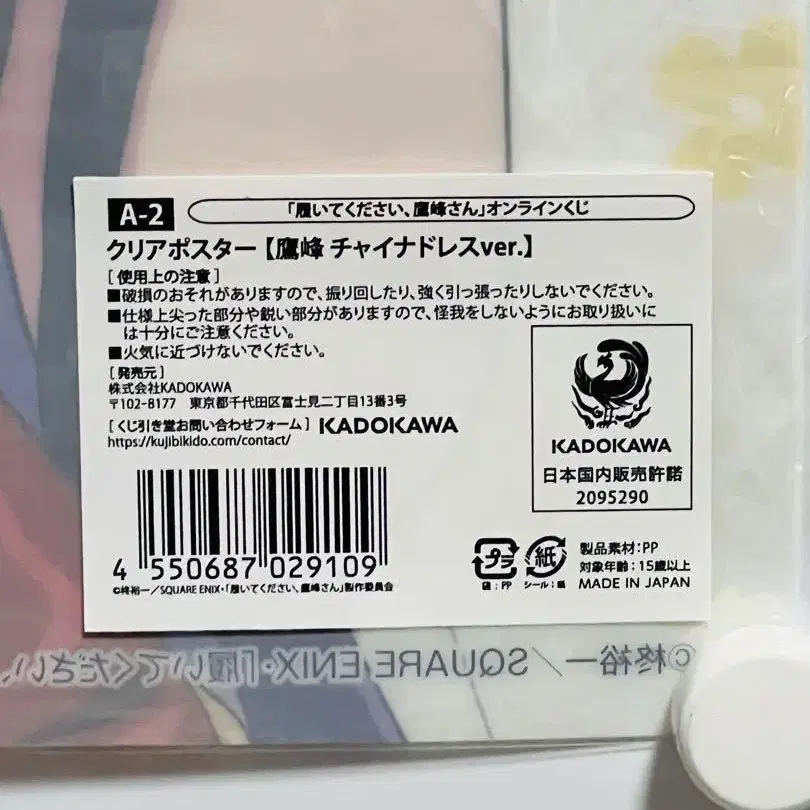 A-2 「履いてください、鷹峰さん」オンラインくじ
クリアポスター【鷹峰 チャイナドレスver.】
[使用上の注意]
■破損のおそれがありますので、振り回したり、強く引っ張ったりしないでください。
■仕様上尖った部分や鋭い部分がありますので、怪我をしないようにお取り扱いに
は十分にご注意ください。
■火気に近づけないでください。
[発売元]
株式会社KADOKAWA
〒102-8177 東京都千代田区富士見二丁目13番3号
[くじ引き堂お問い合わせフォーム] KADOKAWA
https://kujibikido.com/contact/
KADOKAWA
日本国内販売許諾
2095290
4 550687 029109
©柊裕一/SQUARE ENIX・「履いてください、鷹峰さん」製作委員会
プラ
袋:PP
紙
シール:紙
製品素材:PP
対象年齢:15歳以上
MADE IN JAPAN
©柊裕一/SQUARE ENIX・「履いてください、